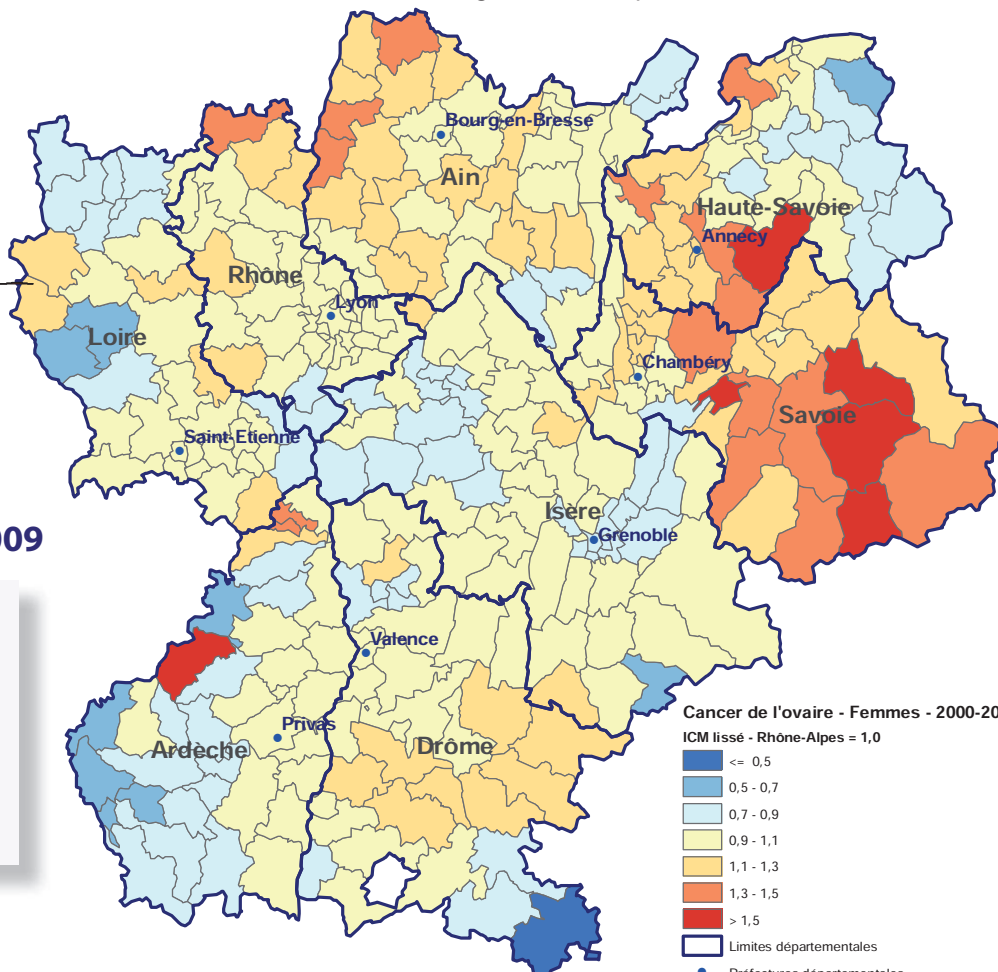 Bourg-en-Bresse
Ain
Haute-Savoie
Annecy
Rhône
Lyon
Loire
Chambéry
Savoie
Saint-Etienne
Isère
Grenoble
009
Valence
Privas
Ardèche
Drôme
Cancer de l'ovaire - Femmes - 2000-20
ICM lissé - Rhône-Alpes = 1,0
<= 0,5
0,5 - 0,7
0,7 - 0,9
0,9 - 1,1
1,1 - 1,3
1,3 - 1,5
> 1,5
Limites départementales
Préfectures départementales